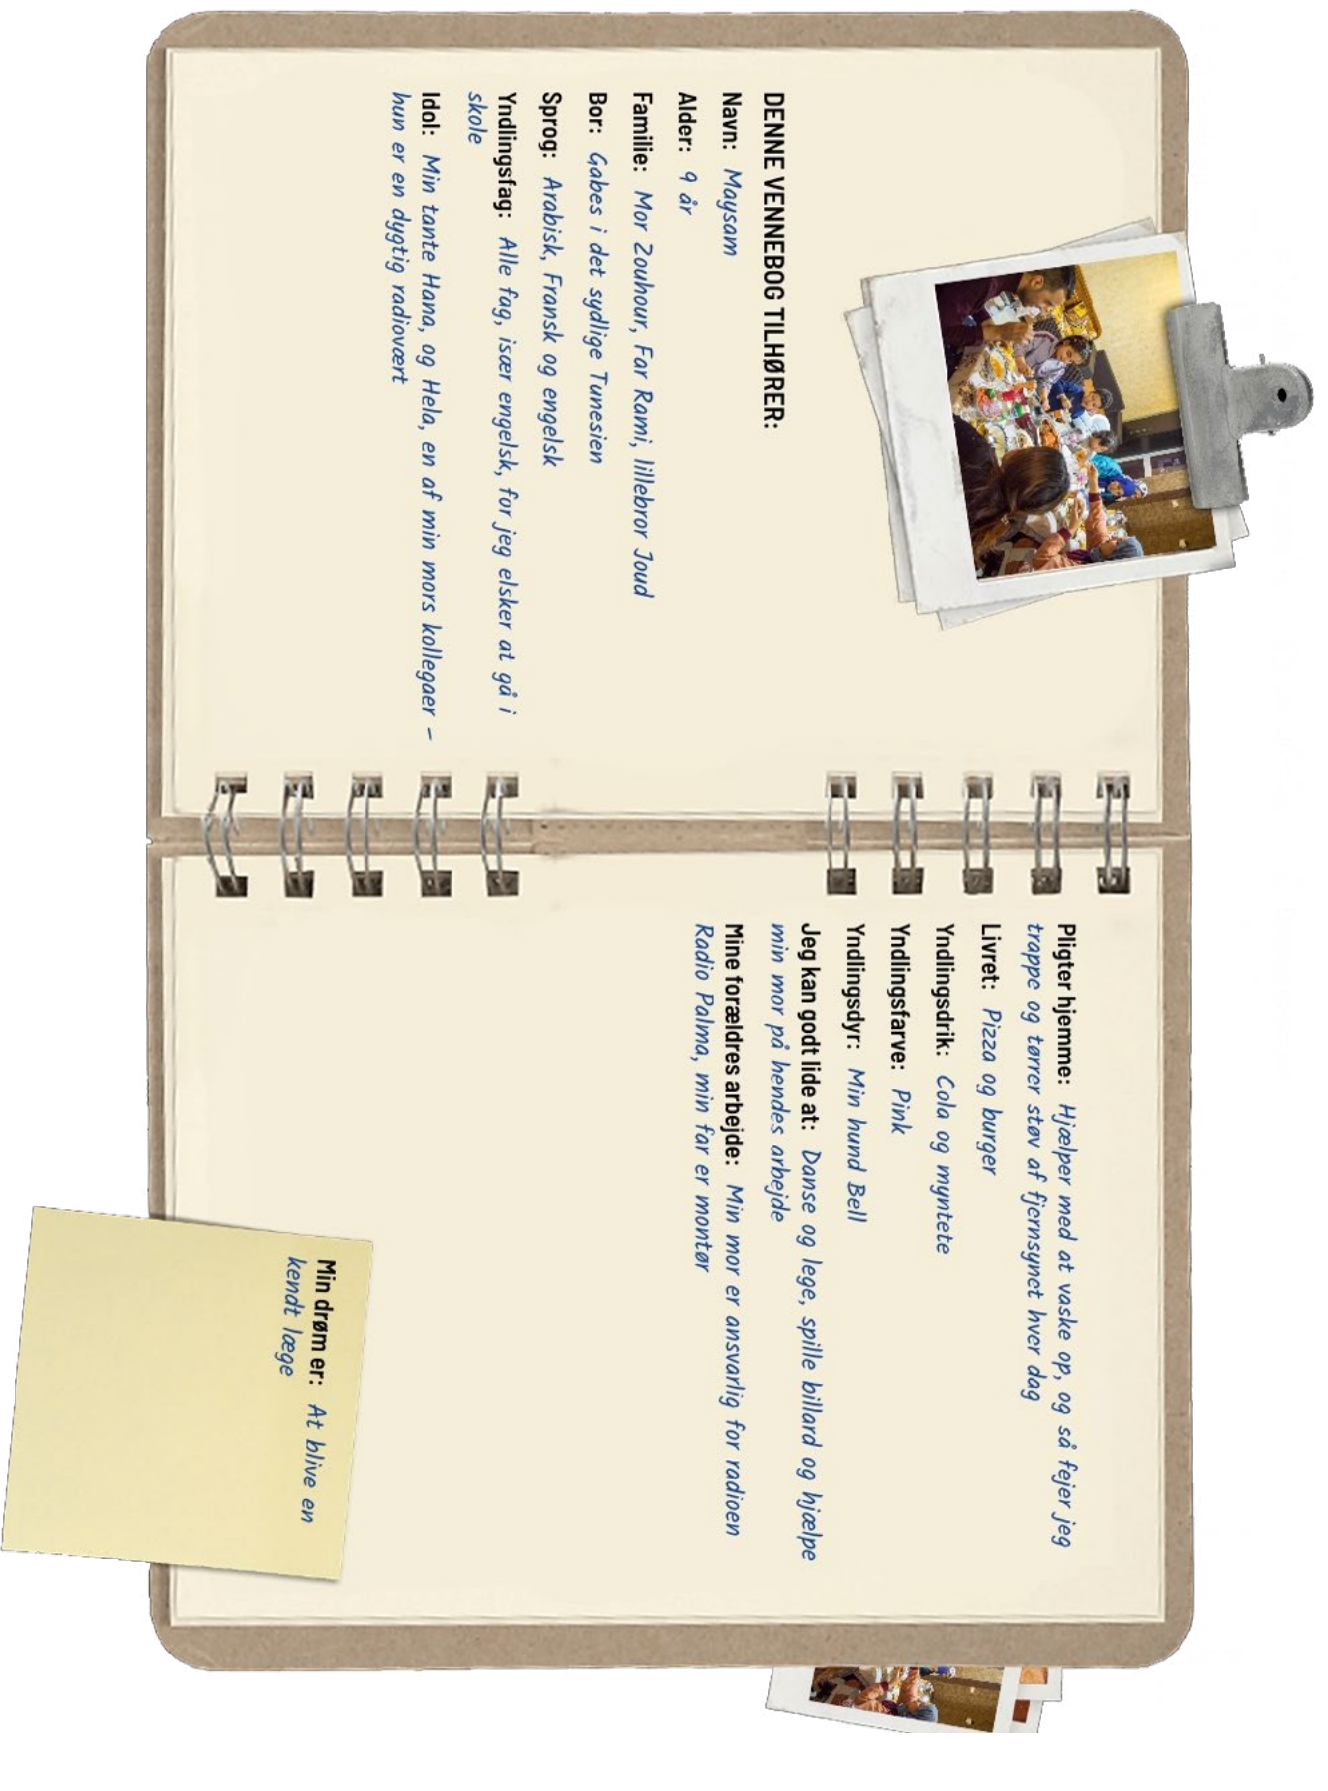 DENNE VENNEBOG TILHØRER:
Navn: Maysam
Alder: 9 år
Familie: Mor Zouhour, Far Rami, lillebror Joud
Bor: Gabes i det sydlige Tunesien
Sprog: Arabisk, Fransk og engelsk
Yndlingsfag: Alle fag, især engelsk, for jeg elsker at gå i
skole
Idol: Min tante Hana, og Hela, en af min mors kollegaer –
hun er en dygtig radiovært
Pligter hjemme: Hjælper med at vaske op, og så fejer jeg
trappe og tørrer støv af fjernsynet hver dag
Livret: Pizza og burger
Yndlingsdrik: Cola og myntete
Yndlingsfarve: Pink
Yndlingsdyr: Min hund Bell
Jeg kan godt lide at: Danse og lege, spille billard og hjælpe
min mor på hendes arbejde
Mine forældres arbejde: Min mor er ansvarlig for radioen
Radio Palma, min far er montør
Min drøm er: At blive en
kendt læge